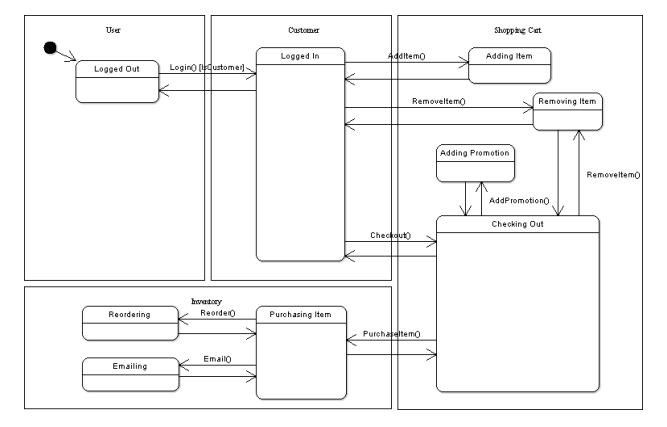 User
Customer
Shopping Cart
Logged Out
Login() [IsCustomer]
Logged In
AddItem()
Adding Item
RemoveItem()
Removing Item
Adding Promotion
RemoveItem()
AddPromotion()
Checkout()
Checking Out
Inventory
Reordering
Reorder()
Purchasing Item
PurchaseItem()
Emailing
Email()